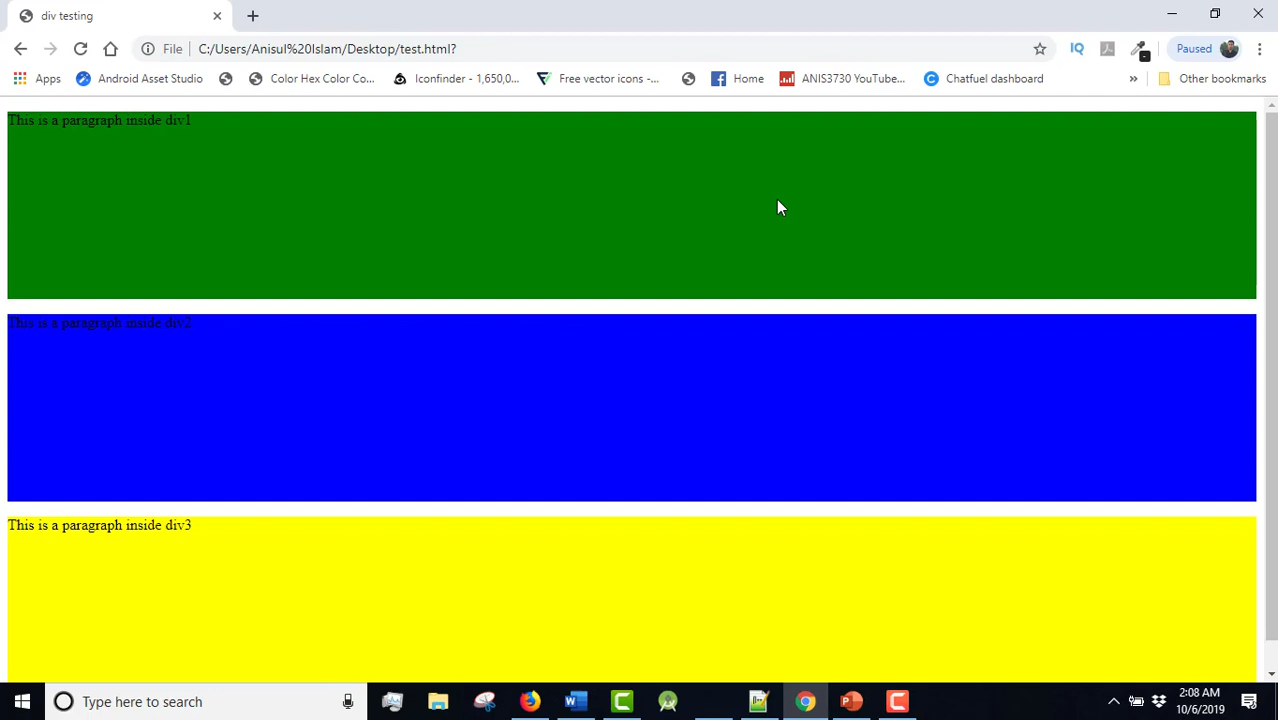 div testing
File
C:/Users/Anisul%20Islam/Desktop/test.html?
IQ
Paused
Apps
Android Asset Studio
Color Hex Color Co...
Iconfinder - 1,650,0...
Free vector icons -...
Home
ANIS3730 YouTube...
Chatfuel dashboard
»
Other bookmarks
This is a paragraph inside div1
This is a paragraph inside div2
This is a paragraph inside div3
Type here to search
2:08 AM
10/6/2019